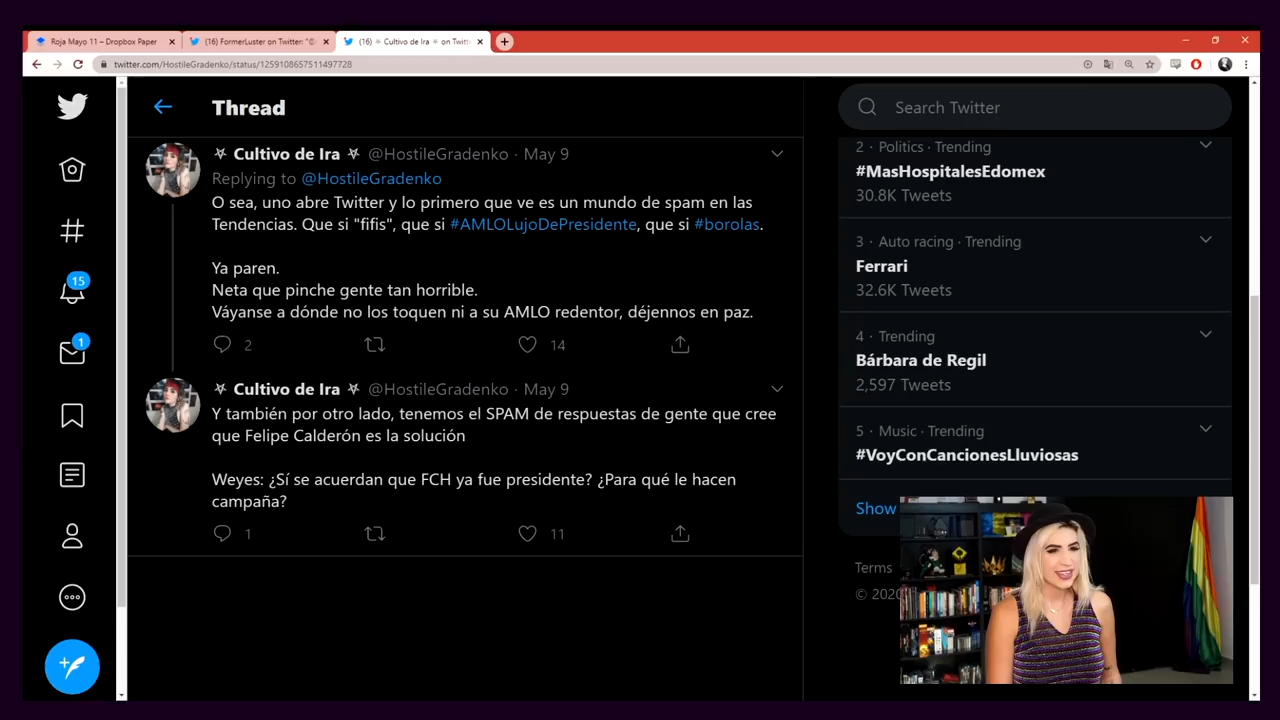 Roja Mayo 11 – Dropbox Paper
(16) FormerLuster on Twitter: "@
(16) ⛧ Cultivo de Ira ⛧ on Twitt
twitter.com/HostileGradenko/status/1259108657511497728
Thread
Search Twitter
⛧ Cultivo de Ira ⛧ @HostileGradenko · May 9
Replying to @HostileGradenko
O sea, uno abre Twitter y lo primero que ve es un mundo de spam en las
Tendencias. Que si "fifis", que si #AMLOLujoDePresidente, que si #borolas.
Ya paren.
Neta que pinche gente tan horrible.
Váyanse a dónde no los toquen ni a su AMLO redentor, déjennos en paz.
2
14
⛧ Cultivo de Ira ⛧ @HostileGradenko · May 9
Y también por otro lado, tenemos el SPAM de respuestas de gente que cree
que Felipe Calderón es la solución
Weyes: ¿Sí se acuerdan que FCH ya fue presidente? ¿Para qué le hacen
campaña?
1
11
15
1
2 · Politics · Trending
#MasHospitalesEdomex
30.8K Tweets
3 · Auto racing · Trending
Ferrari
32.6K Tweets
4 · Trending
Bárbara de Regil
2,597 Tweets
5 · Music · Trending
#VoyConCancionesLluviosas
Show
Terms
© 2020